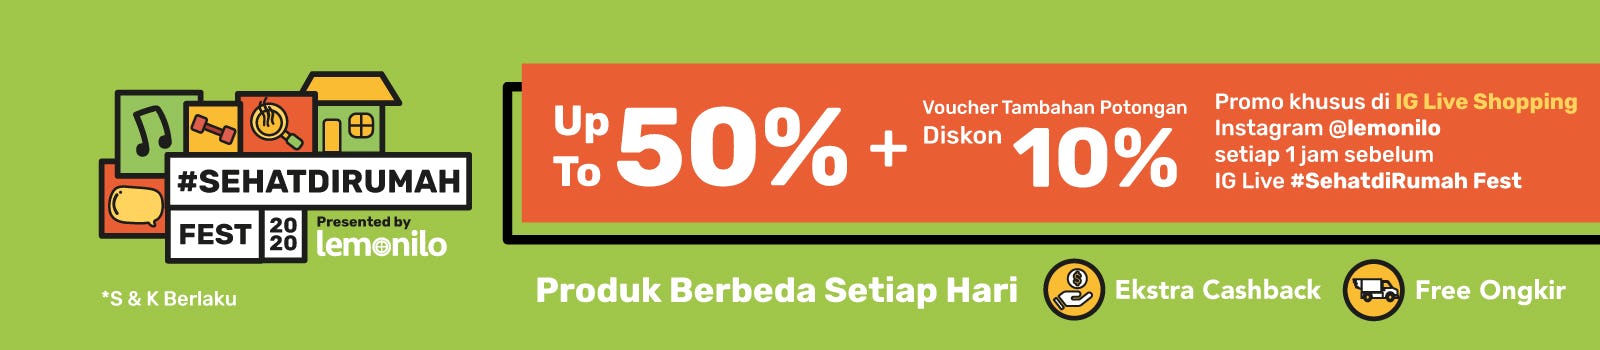 #SEHATDIRUMAH
FEST
20
20
Presented by
lemonilo
*S & K Berlaku
Up
To
50%
+
Voucher Tambahan Potongan
Diskon
10%
Promo khusus di IG Live Shopping
Instagram @lemonilo
setiap 1 jam sebelum
IG Live #SehatdiRumah Fest
Produk Berbeda Setiap Hari
$
Ekstra Cashback
Free Ongkir